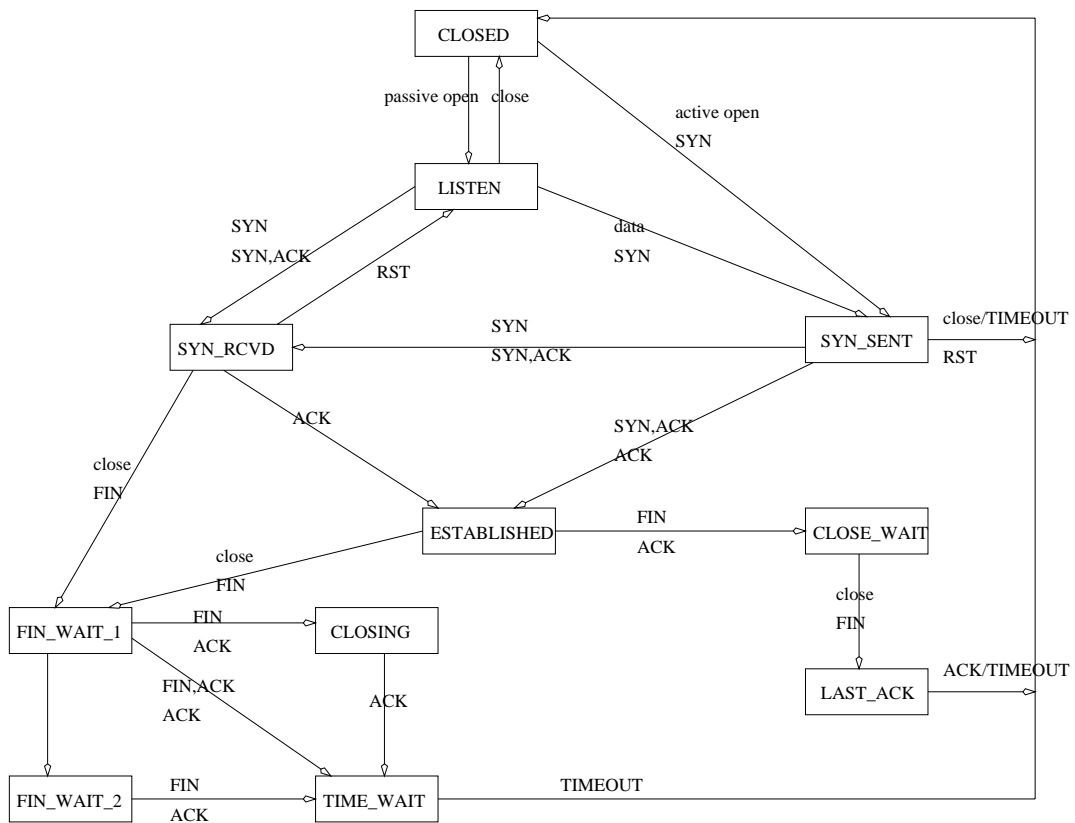 CLOSED
passive open
close
active open
SYN
LISTEN
SYN
SYN,ACK
RST
data
SYN
SYN_RCVD
SYN
SYN,ACK
SYN_SENT
close/TIMEOUT
RST
ACK
SYN,ACK
ACK
close
FIN
ESTABLISHED
FIN
ACK
CLOSE_WAIT
close
FIN
close
FIN
FIN_WAIT_1
FIN
ACK
CLOSING
FIN,ACK
ACK
ACK
LAST_ACK
ACK/TIMEOUT
FIN_WAIT_2
FIN
ACK
TIME_WAIT
TIMEOUT